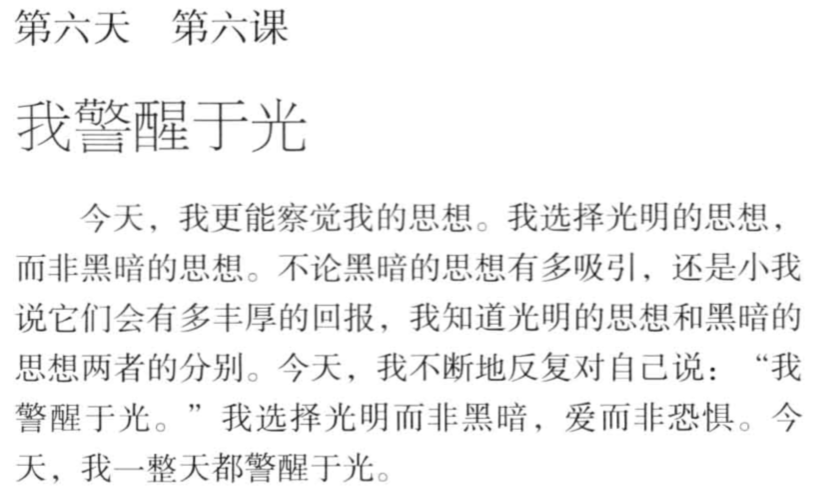 第六天　第六课
我警醒于光
今天，我更能察觉我的思想。我选择光明的思想，
而非黑暗的思想。不论黑暗的思想有多吸引，还是小我
说它们会有多丰厚的回报，我知道光明的思想和黑暗的
思想两者的分别。今天，我不断地反复对自己说：“我
警醒于光。”我选择光明而非黑暗，爱而非恐惧。今
天，我一整天都警醒于光。